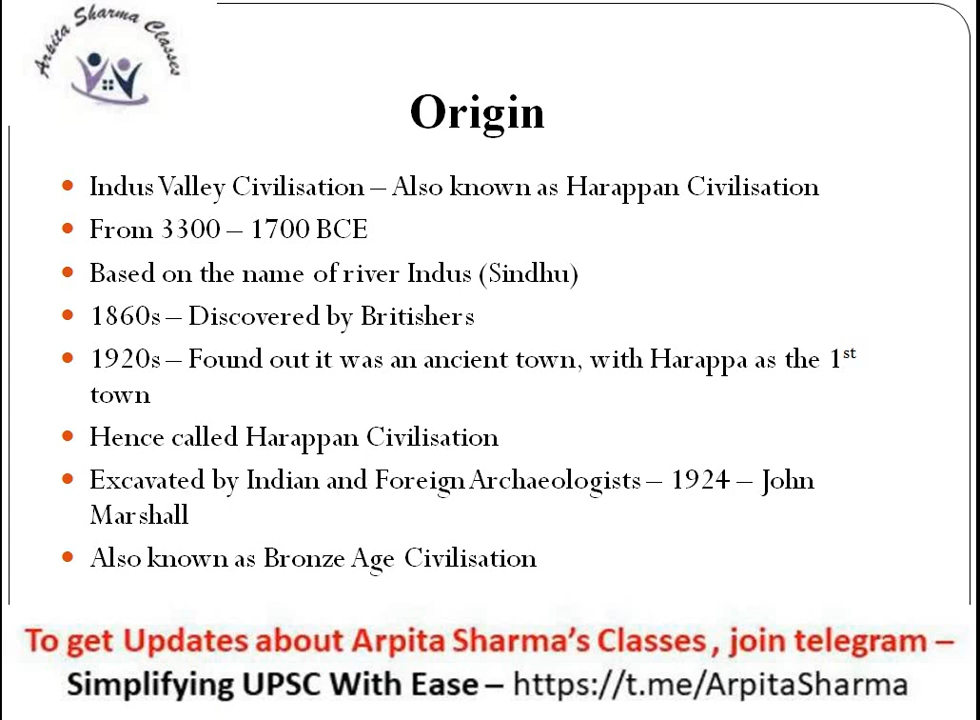 Arpita Sharma Classes
Origin
• Indus Valley Civilisation – Also known as Harappan Civilisation
• From 3300 – 1700 BCE
• Based on the name of river Indus (Sindhu)
• 1860s – Discovered by Britishers
• 1920s – Found out it was an ancient town, with Harappa as the 1st
town
• Hence called Harappan Civilisation
• Excavated by Indian and Foreign Archaeologists – 1924 – John
Marshall
• Also known as Bronze Age Civilisation
To get Updates about Arpita Sharma's Classes, join telegram –
Simplifying UPSC With Ease – https://t.me/ArpitaSharma